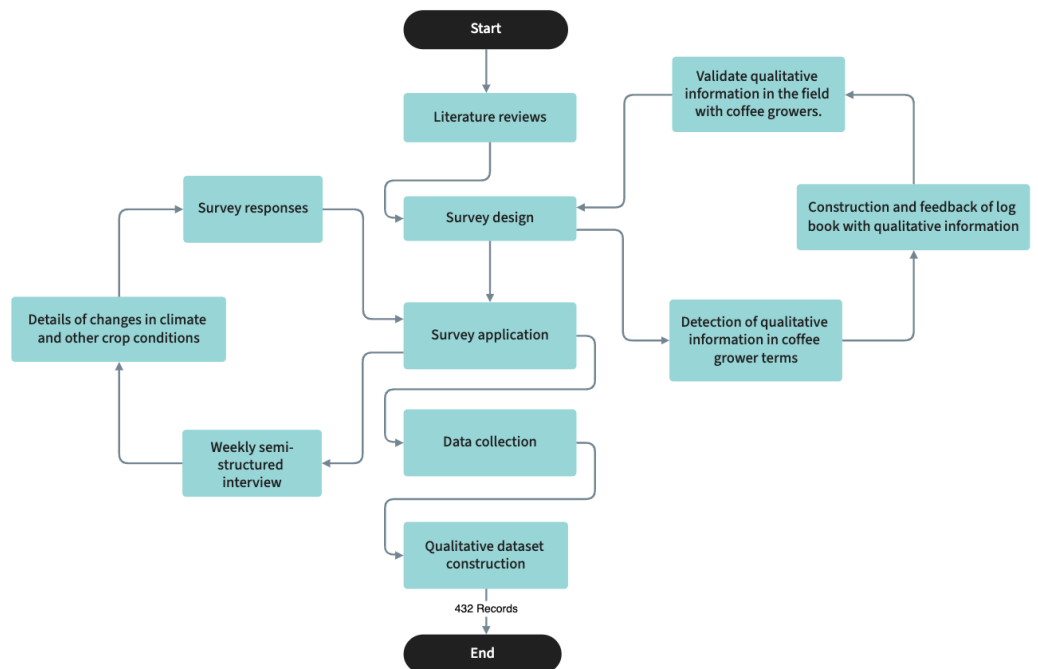 Start
Literature reviews
Survey design
Survey application
Data collection
Qualitative dataset
construction
432 Records
End
Validate qualitative
information in the field
with coffee growers.
Construction and feedback of log
book with qualitative information
Detection of qualitative
information in coffee
grower terms
Survey responses
Details of changes in climate
and other crop conditions
Weekly semi-
structured
interview